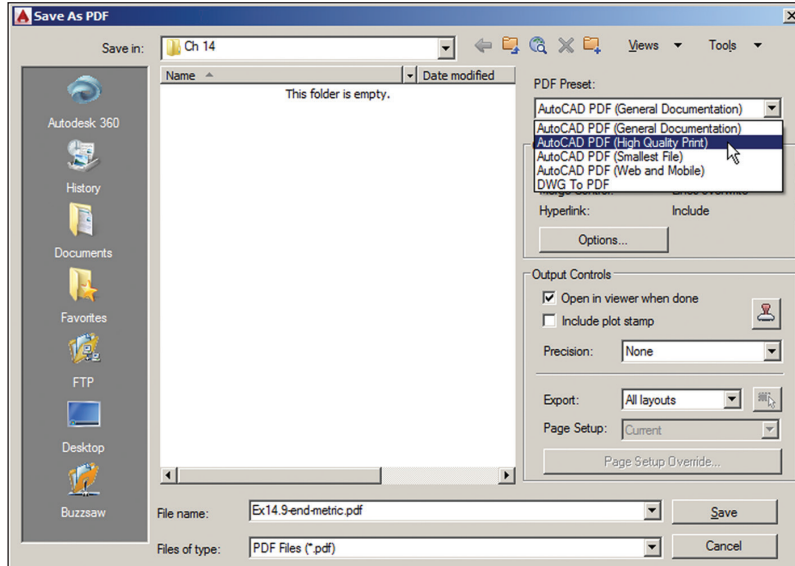 Save As PDF
Save in:
Ch 14
Views
Tools
Name
Date modified
This folder is empty.
Autodesk 360
History
Documents
Favorites
FTP
Desktop
Buzzsaw
PDF Preset:
AutoCAD PDF (General Documentation)
AutoCAD PDF (General Documentation)
AutoCAD PDF (High Quality Print)
AutoCAD PDF (Smallest File)
AutoCAD PDF (Web and Mobile)
DWG To PDF
Hyperlink:
Include
Options...
Output Controls
Open in viewer when done
Include plot stamp
Precision:
None
Export:
All layouts
Page Setup:
Current
Page Setup Override...
File name:
Ex14.9-end-metric.pdf
Save
Files of type:
PDF Files (*.pdf)
Cancel